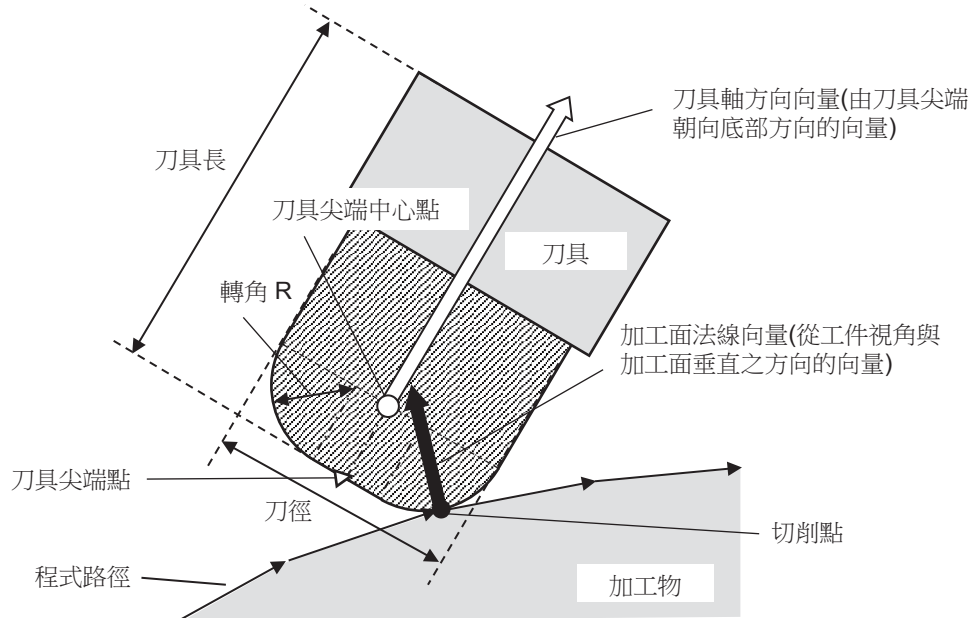 刀具軸方向向量(由刀具尖端
朝向底部方向的向量)
刀具長
刀具尖端中心點
刀具
轉角 R
加工面法線向量(從工件視角與
加工面垂直之方向的向量)
刀具尖端點
刀徑
切削點
程式路徑
加工物